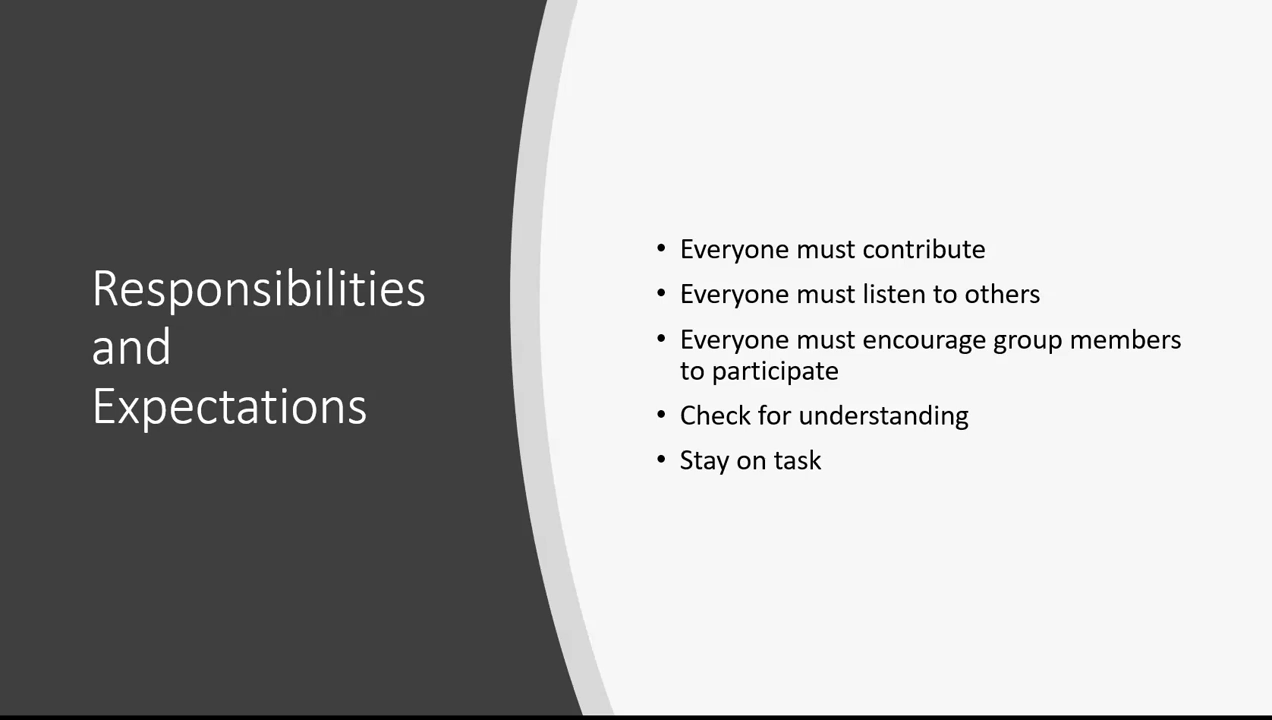 Responsibilities
and
Expectations
• Everyone must contribute
• Everyone must listen to others
• Everyone must encourage group members
to participate
• Check for understanding
• Stay on task